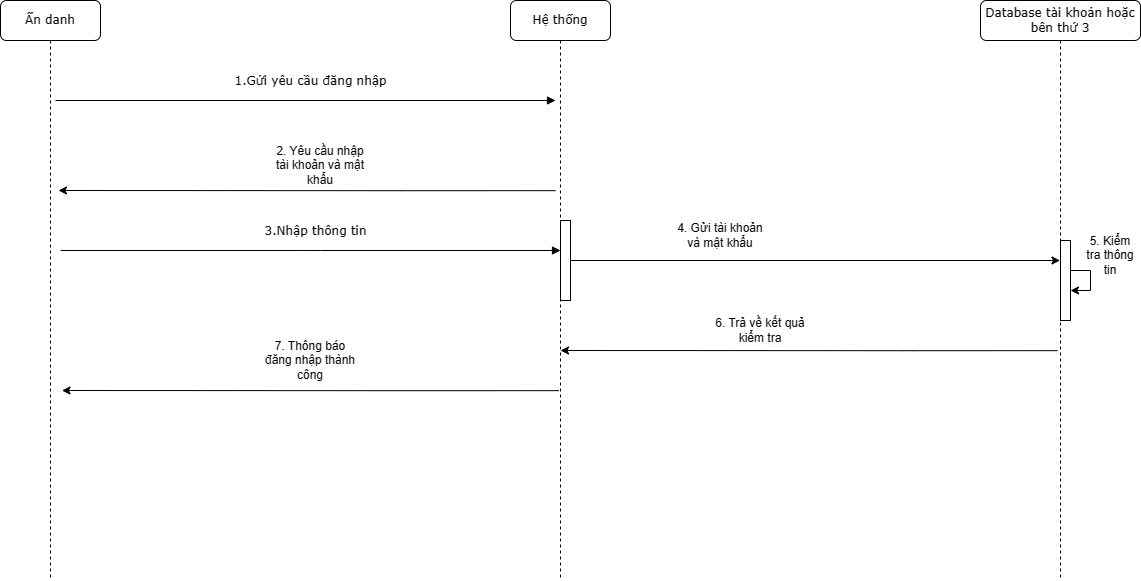 Ẩn danh
Hệ thống
Database tài khoản hoặc
bên thứ 3
1.Gửi yêu cầu đăng nhập
2. Yêu cầu nhập
tài khoản và mật
khẩu
3.Nhập thông tin
4. Gửi tài khoản
và mật khẩu
5. Kiểm
tra thông
tin
6. Trả về kết quả
kiểm tra
7. Thông báo
đăng nhập thành
công